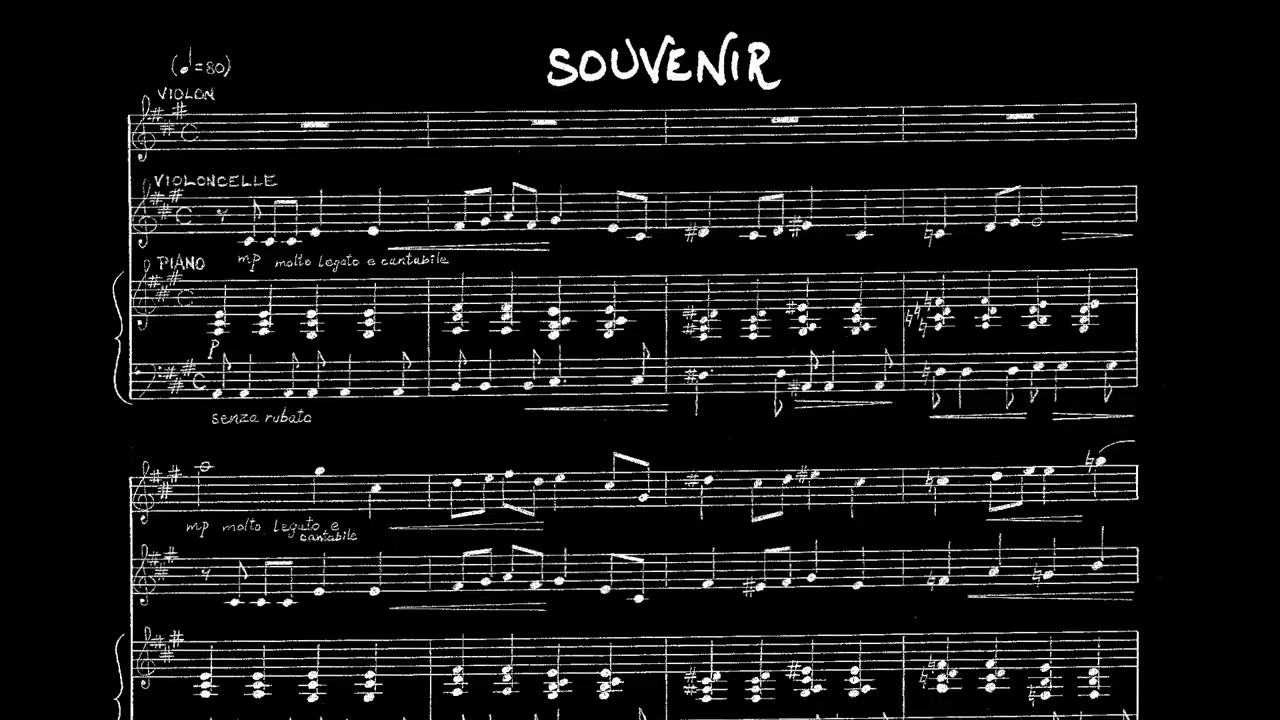 SOUVENIR
(♩=80)
VIOLON
VIOLONCELLE
mp molto legato e cantabile
PIANO
p
senza rubato
mp molto legato e
cantabile